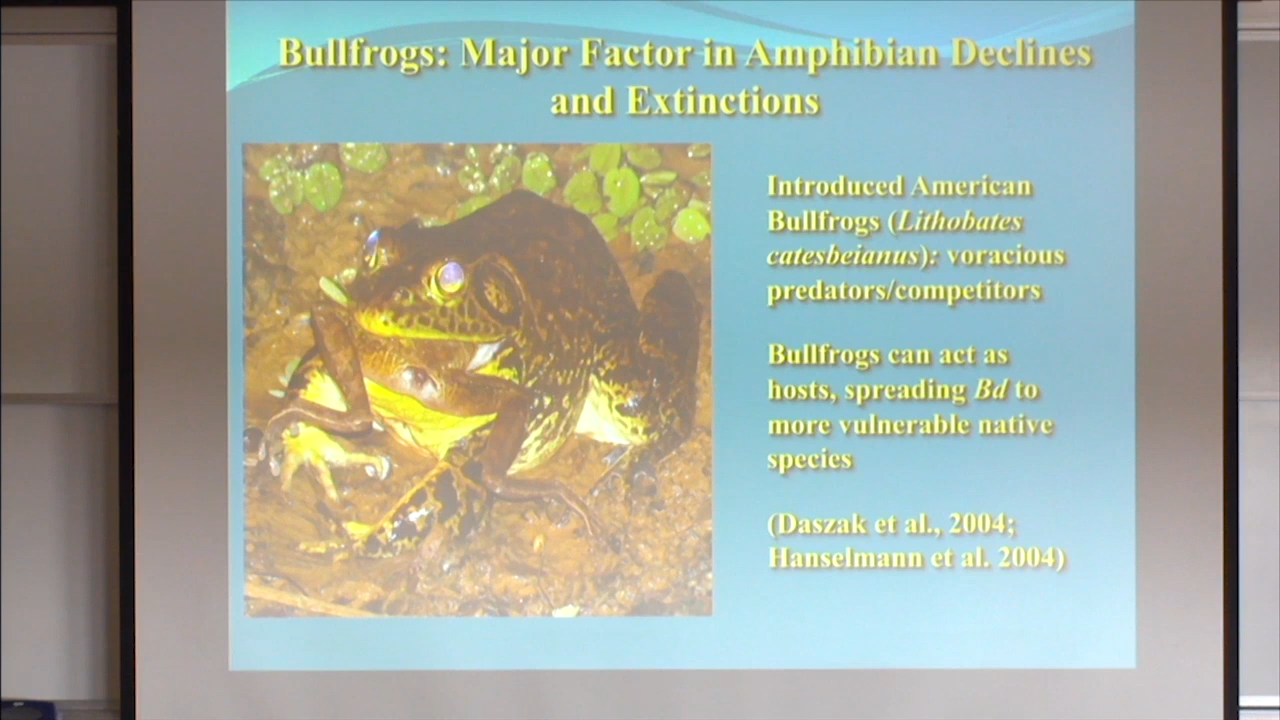 Bullfrogs: Major Factor in Amphibian Declines
and Extinctions
Introduced American
Bullfrogs (Lithobates
catesbeianus): voracious
predators/competitors
Bullfrogs can act as
hosts, spreading Bd to
more vulnerable native
species
(Daszak et al., 2004;
Hanselmann et al. 2004)